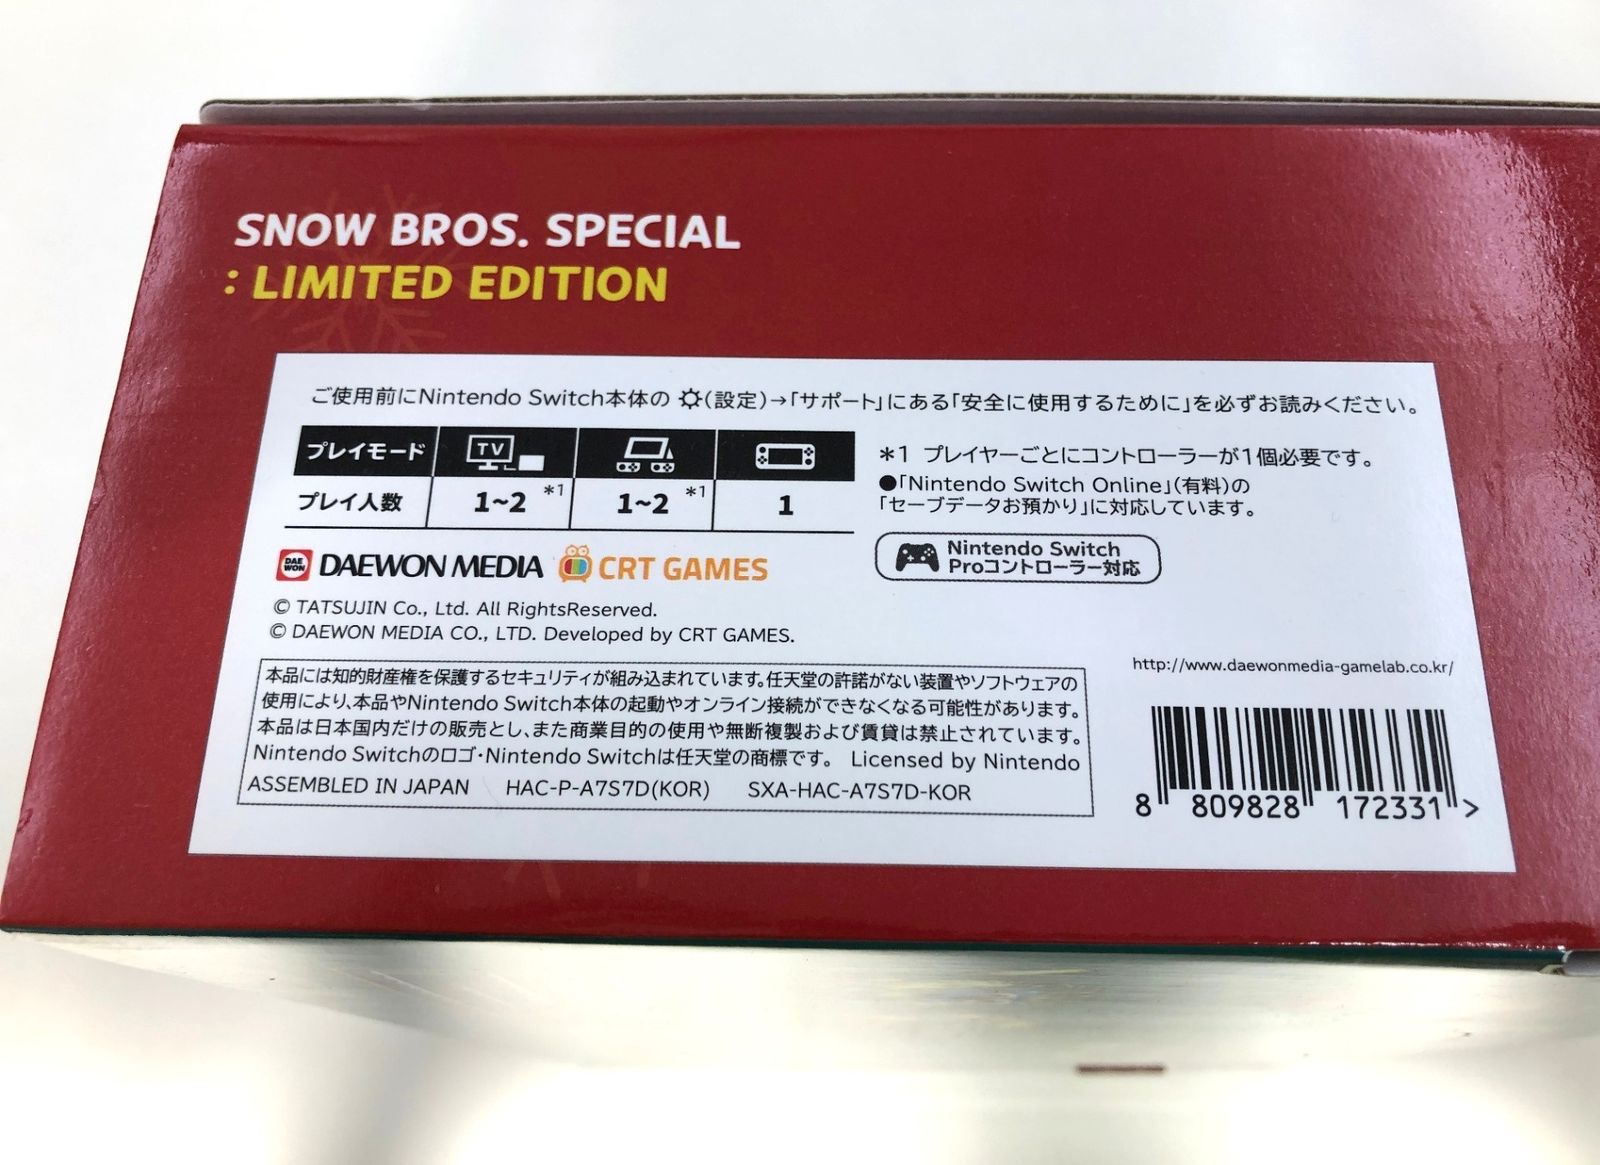 SNOW BROS. SPECIAL
: LIMITED EDITION
ご使用前にNintendo Switch本体の (設定)→「サポート」にある「安全に使用するために」を必ずお読みください。
プレイモード TV
プレイ人数 1~2 *1 1~2 *1 1
*1 プレイヤーごとにコントローラーが1個必要です。
●「Nintendo Switch Online」(有料)の
「セーブデータお預かり」に対応しています。
Nintendo Switch
Proコントローラー対応
DAE WON DAEWON MEDIA CRT GAMES
© TATSUJIN Co., Ltd. All RightsReserved.
© DAEWON MEDIA CO., LTD. Developed by CRT GAMES.
本品には知的財産権を保護するセキュリティが組み込まれています。任天堂の許諾がない装置やソフトウェアの
使用により、本品やNintendo Switch本体の起動やオンライン接続ができなくなる可能性があります。
本品は日本国内だけの販売とし、また商業目的の使用や無断複製および賃貸は禁止されています。
Nintendo Switchのロゴ・Nintendo Switchは任天堂の商標です。 Licensed by Nintendo
ASSEMBLED IN JAPAN HAC-P-A7S7D(KOR) SXA-HAC-A7S7D-KOR
http://www.daewonmedia-gamelab.co.kr/
8 809828 172331 >